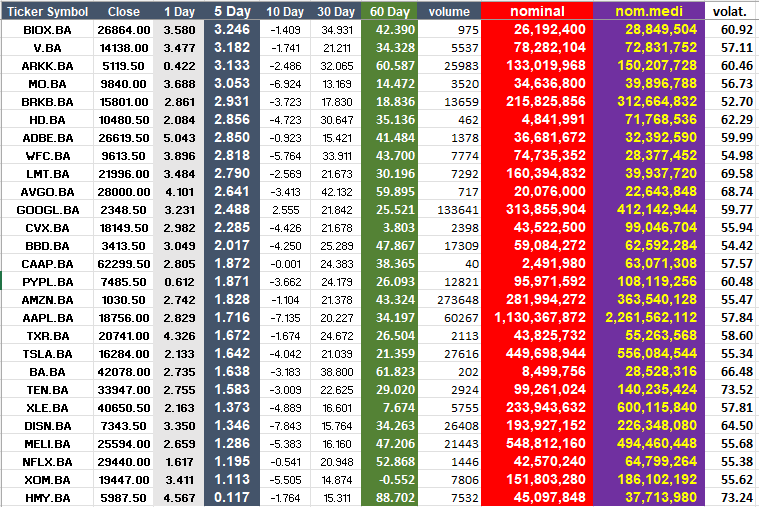 Ticker Symbol Close 1 Day 5 Day 10 Day 30 Day 60 Day volume nominal nom.medi volat.
BIOX.BA 26864.00 3.580 3.246 -1.409 34.931 42.390 975 26,192,400 28,849,504 60.92
V.BA 14138.00 3.477 3.182 -1.741 21.211 34.328 5537 78,282,104 72,831,752 57.11
ARKK.BA 5119.50 0.422 3.133 -2.486 32.065 60.587 25983 133,019,968 150,207,728 60.46
MO.BA 9840.00 3.688 3.053 -6.924 13.169 14.472 3520 34,636,800 39,896,788 56.73
BRKB.BA 15801.00 2.861 2.931 -3.723 17.830 18.836 13659 215,825,856 312,664,832 52.70
HD.BA 10480.50 2.084 2.856 -4.723 30.647 35.136 462 4,841,991 71,768,536 62.29
ADBE.BA 26619.50 5.043 2.850 -0.923 15.421 41.484 1378 36,681,672 32,392,590 59.99
WFC.BA 9613.50 3.896 2.818 -5.764 33.911 43.700 7774 74,735,352 28,377,452 54.98
LMT.BA 21996.00 3.484 2.790 -2.569 21.673 30.196 7292 160,394,832 39,937,720 69.58
AVGO.BA 28000.00 4.101 2.641 -3.413 42.132 59.895 717 20,076,000 22,643,848 68.74
GOOGL.BA 2348.50 3.231 2.488 2.555 21.842 25.521 133641 313,855,904 412,142,944 59.77
CVX.BA 18149.50 2.982 2.285 -4.426 21.678 3.803 2398 43,522,500 99,046,704 55.94
BBD.BA 3413.50 3.049 2.017 -4.250 25.289 47.867 17309 59,084,272 62,592,284 54.42
CAAP.BA 62299.50 2.805 1.872 -0.001 24.383 38.365 40 2,491,980 63,071,308 57.57
PYPL.BA 7485.50 0.612 1.871 -3.662 24.179 26.093 12821 95,971,592 108,119,256 60.48
AMZN.BA 1030.50 2.742 1.828 -1.104 21.378 43.324 273648 281,994,272 363,540,128 55.47
AAPL.BA 18756.00 2.829 1.716 -7.135 20.227 34.197 60267 1,130,367,872 2,261,562,112 57.84
TXR.BA 20741.00 4.326 1.672 -1.674 24.672 26.504 2113 43,825,732 55,263,568 58.60
TSLA.BA 16284.00 2.133 1.642 -4.042 21.039 21.359 27616 449,698,944 556,084,544 55.34
BA.BA 42078.00 2.735 1.638 -3.183 38.800 61.823 202 8,499,756 28,528,316 66.48
TEN.BA 33947.00 2.755 1.583 -3.009 22.625 29.020 2924 99,261,024 140,235,424 73.52
XLE.BA 40650.50 2.163 1.373 -4.889 16.601 7.674 5755 233,943,632 600,115,840 57.81
DISN.BA 7343.50 3.350 1.346 -7.843 15.764 34.263 26408 193,927,152 226,348,080 64.50
MELI.BA 25594.00 2.659 1.286 -5.383 16.160 47.206 21443 548,812,160 494,460,448 55.68
NFLX.BA 29440.00 1.617 1.195 -0.541 20.948 52.868 1446 42,570,240 64,799,264 55.38
XOM.BA 19447.00 3.411 1.113 -5.505 14.874 -0.552 7806 151,803,280 186,102,192 55.62
HMY.BA 5987.50 4.567 0.117 -1.764 15.311 88.702 7532 45,097,848 37,713,980 73.24